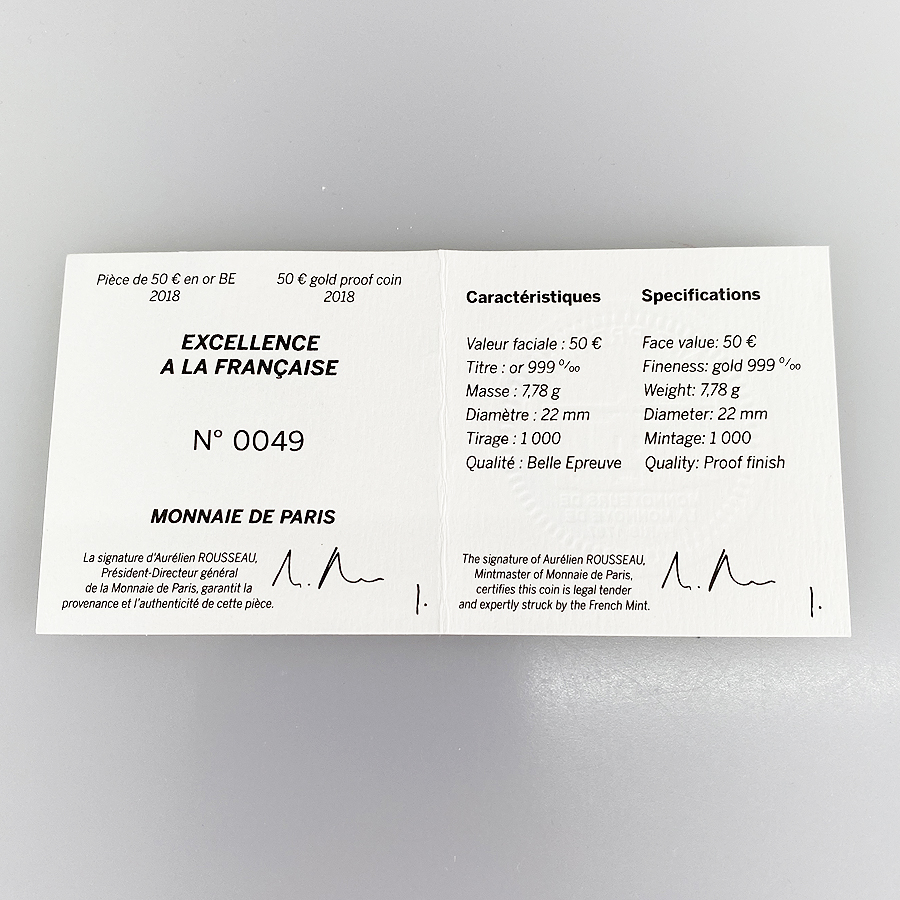 Pièce de 50 € en or BE
2018
50 € gold proof coin
2018
EXCELLENCE
A LA FRANÇAISE
N° 0049
MONNAIE DE PARIS
La signature d'Aurélien ROUSSEAU,
Président-Directeur général
de la Monnaie de Paris, garantit la
provenance et l'authenticité de cette pièce.
Caractéristiques
Valeur faciale : 50 €
Titre : or 999 ‰
Masse : 7,78 g
Diamètre : 22 mm
Tirage : 1 000
Qualité : Belle Epreuve
Specifications
Face value: 50 €
Fineness: gold 999 ‰
Weight: 7,78 g
Diameter: 22 mm
Mintage: 1 000
Quality: Proof finish
The signature of Aurélien ROUSSEAU,
Mintmaster of Monnaie de Paris,
certifies this coin is legal tender
and expertly struck by the French Mint.